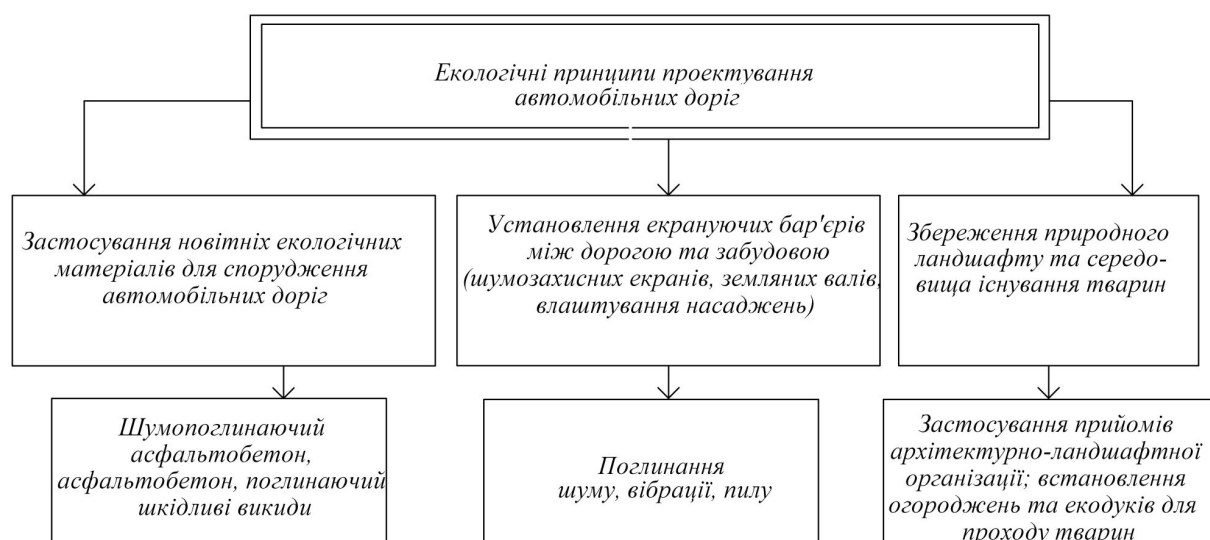 Екологічні принципи проектування
автомобільних доріг
Застосування новітніх екологічних
матеріалів для спорудження
автомобільних доріг
Установлення екрануючих бар'єрів
між дорогою та забудовою
(шумозахисних екранів, земляних валів,
влаштування насаджень)
Збереження природного
ландшафту та середо-
вища існування тварин
Шумопоглинаючий
асфальтобетон,
асфальтобетон, поглинаючий
шкідливі викиди
Поглинання
шуму, вібрації, пилу
Застосування прийомів
архітектурно-ландшафтної
організації; встановлення
огороджень та екодуків для
проходу тварин